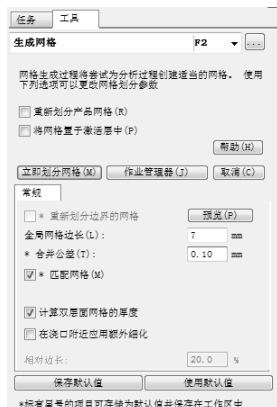 任务 工具
生成网格 F2 ...
网格生成过程将尝试为分析过程创建适当的网格。 使用
下列选项可以更改网格划分参数
重新划分产品网格(R)
将网格置于激活层中(P)
帮助(H)
立即划分网格(M) 作业管理器(J) 取消(C)
常规
* 重新划分边界的网格 预览(P)
全局网格边长(L): 7 mm
* 合并公差(T): 0.10 mm
* 匹配网格(M)
计算双层面网格的厚度
在浇口附近应用额外细化
相对边长: 20.0 %
保存默认值 使用默认值
*标有星号的项目可存储为默认值并保存在工作区中